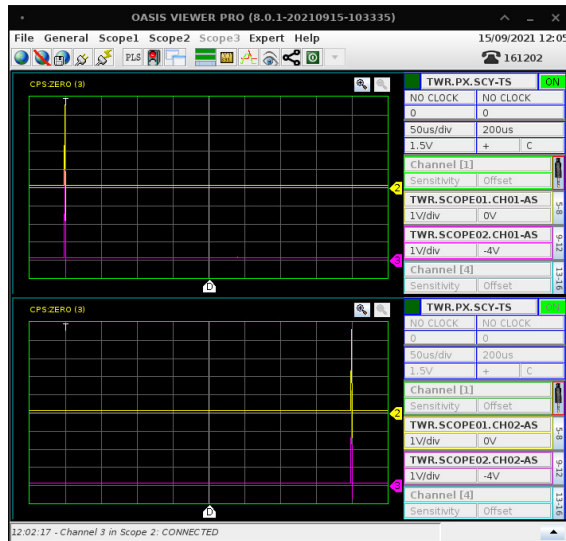 OASIS VIEWER PRO (8.0.1-20210915-103335)
File General Scope1 Scope2 Scope3 Expert Help
15/09/2021 12:05
PLS
161202
CPS:ZERO (3)
T
2
3
D
TWR.PX.SCY-TS ON
NO CLOCK NO CLOCK
0 0
50us/div 200us
1.5V + C
Channel [1]
Sensitivity Offset
TWR.SCOPE01.CH01-AS
1V/div 0V
5-8
TWR.SCOPE02.CH01-AS
1V/div -4V
9-12
Channel [4]
Sensitivity Offset
13-16
CPS:ZERO (3)
T
2
3
D
TWR.PX.SCY-TS
NO CLOCK NO CLOCK
0 0
50us/div 200us
1.5V + C
Channel [1]
Sensitivity Offset
TWR.SCOPE01.CH02-AS
1V/div 0V
5-8
TWR.SCOPE02.CH02-AS
1V/div -4V
9-12
Channel [4]
Sensitivity Offset
13-16
12:02:17 - Channel 3 in Scope 2: CONNECTED